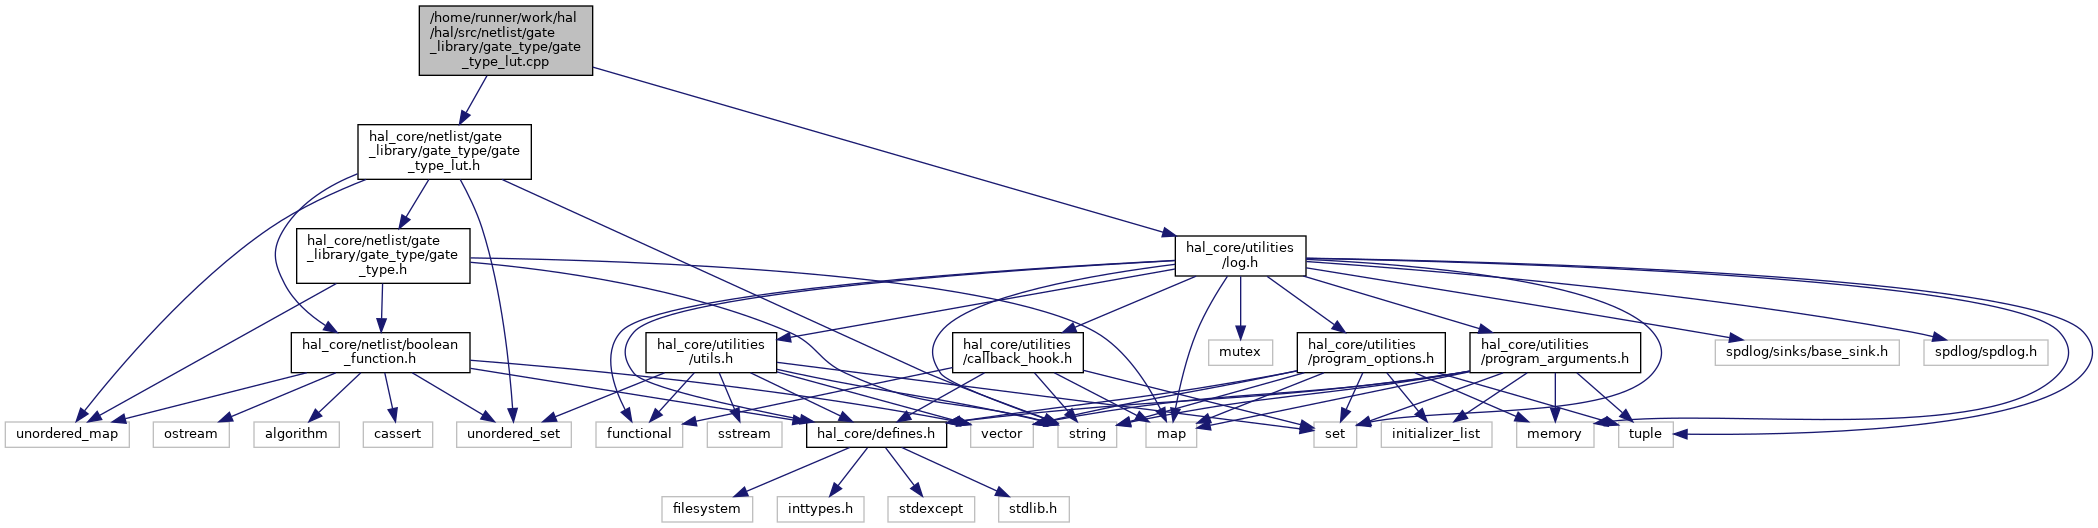 /home/runner/work/hal
/hal/src/netlist/gate
_library/gate_type/gate
_type_lut.cpp
hal_core/netlist/gate
_library/gate_type/gate
_type_lut.h
hal_core/netlist/gate
_library/gate_type/gate
_type.h
hal_core/utilities
/log.h
hal_core/netlist/boolean
_function.h
hal_core/utilities
/utils.h
hal_core/utilities
/callback_hook.h
mutex
hal_core/utilities
/program_options.h
hal_core/utilities
/program_arguments.h
spdlog/sinks/base_sink.h
spdlog/spdlog.h
unordered_map
ostream
algorithm
cassert
unordered_set
functional
sstream
hal_core/defines.h
vector
string
map
set
initializer_list
memory
tuple
filesystem
inttypes.h
stdexcept
stdlib.h